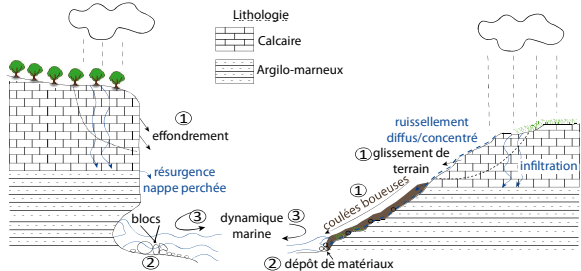 Lithologie
Calcaire
Argilo-marneux
①
effondrement
résurgence
nappe perchée
blocs
②
③
dynamique
marine
③
ruissellement
diffus/concentré
① glissement de
terrain
infiltration
①
coulées boueuses
② dépôt de matériaux